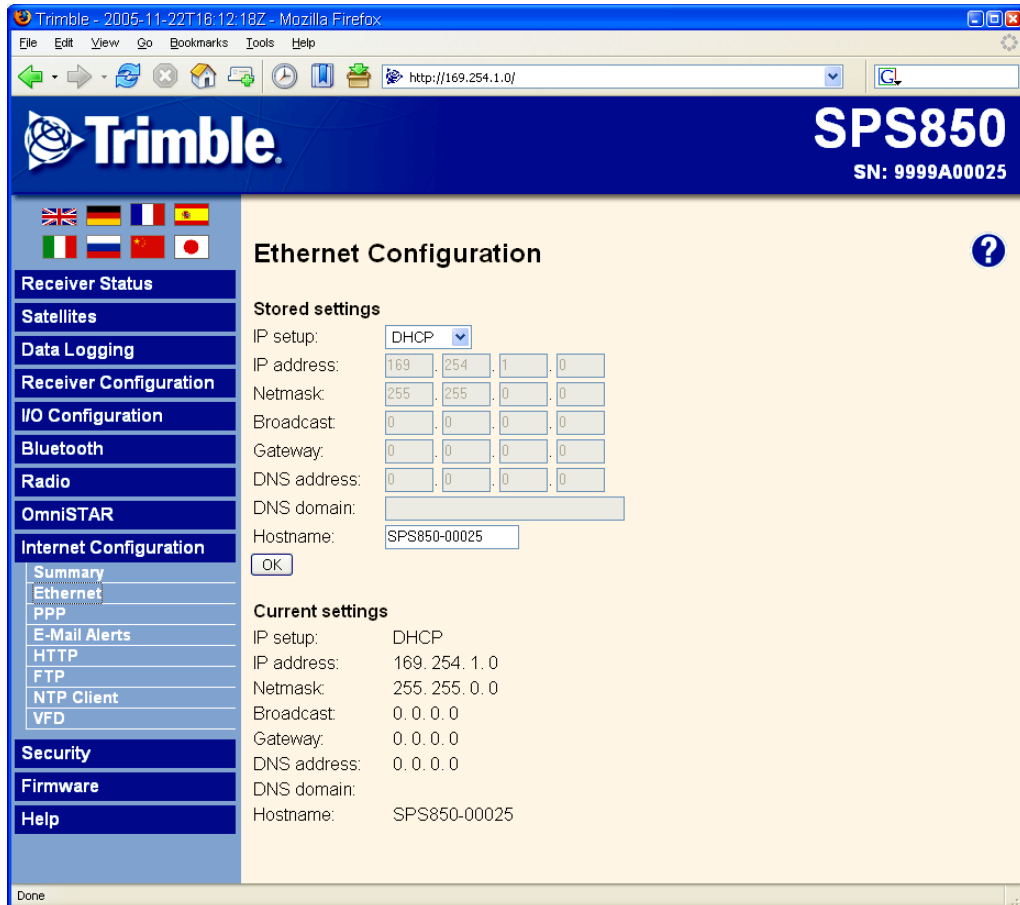 Trimble - 2005-11-22T16:12:18Z - Mozilla Firefox
File Edit View Go Bookmarks Tools Help
http://169.254.1.0/
G
Trimble.
SPS850
SN: 9999A00025
Receiver Status
Satellites
Data Logging
Receiver Configuration
I/O Configuration
Bluetooth
Radio
OmniSTAR
Internet Configuration
Summary
Ethernet
PPP
E-Mail Alerts
HTTP
FTP
NTP Client
VFD
Security
Firmware
Help
Ethernet Configuration
?
Stored settings
IP setup: DHCP
IP address: 169 . 254 . 1 . 0
Netmask: 255 . 255 . 0 . 0
Broadcast: 0 . 0 . 0 . 0
Gateway: 0 . 0 . 0 . 0
DNS address: 0 . 0 . 0 . 0
DNS domain:
Hostname: SPS850-00025
OK
Current settings
IP setup: DHCP
IP address: 169. 254. 1. 0
Netmask: 255. 255. 0. 0
Broadcast: 0. 0. 0. 0
Gateway: 0. 0. 0. 0
DNS address: 0. 0. 0. 0
DNS domain:
Hostname: SPS850-00025
Done